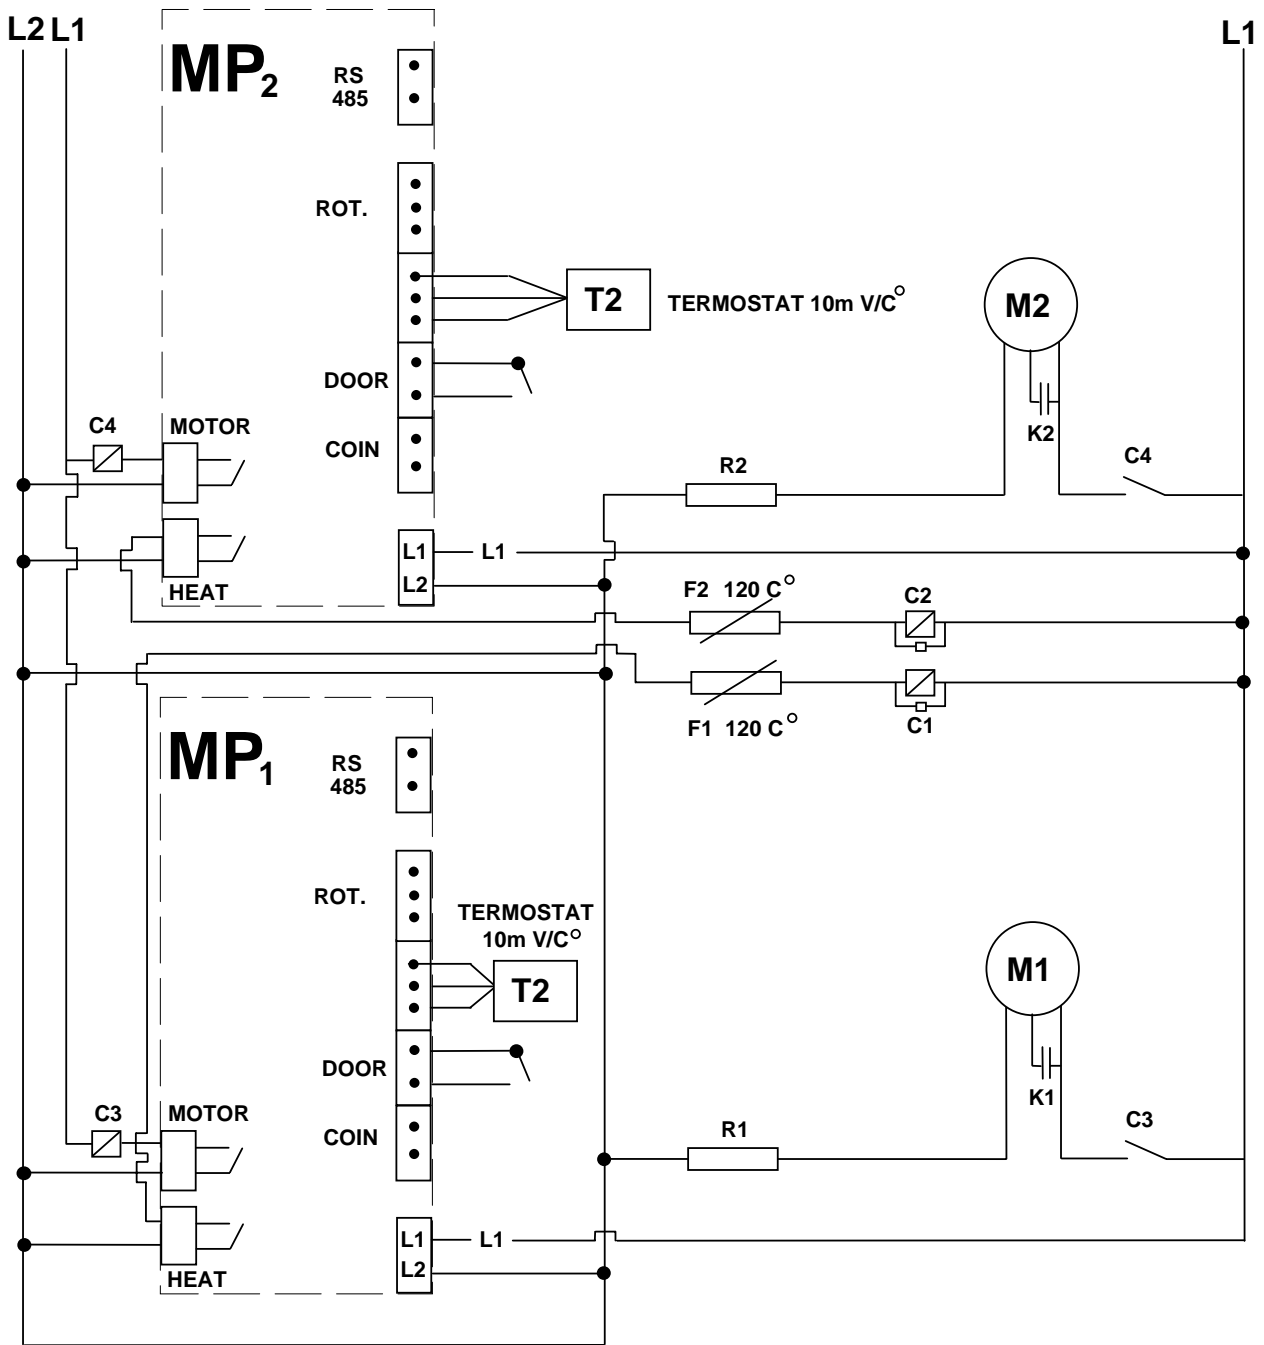 L2 L1
L1
MP2
RS
485
ROT.
T2
TERMOSTAT 10m V/C°
M2
DOOR
K2
C4
MOTOR
COIN
R2
C4
L1
L1
L2
HEAT
F2 120 C°
C2
F1 120 C°
C1
MP1
RS
485
ROT.
TERMOSTAT
10m V/C°
T2
M1
DOOR
K1
C3
MOTOR
COIN
R1
C3
L1
L1
L2
HEAT